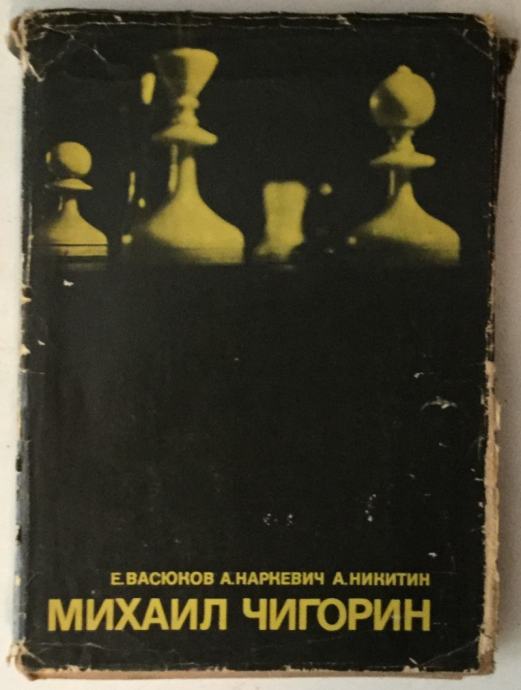 Е. ВАСЮКОВ А. НАРКЕВИЧ А. НИКИТИН
МИХАИЛ ЧИГОРИН